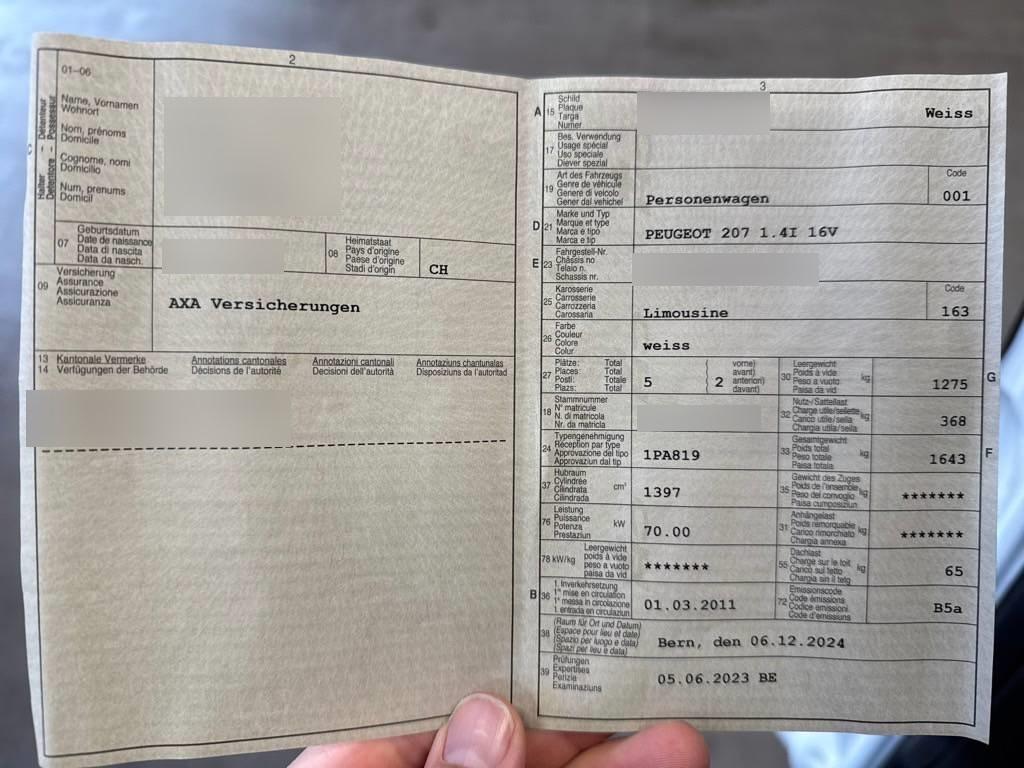 2
01–06
Halter – Détenteur
Detentore – Possessur
C
Name, Vornamen
Wohnort
Nom, prénoms
Domicile
Cognome, nomi
Domicilio
Num, prenums
Domicil
07
Geburtsdatum
Date de naissance
Data di nascita
Data da nasch.
08
Heimatstaat
Pays d'origine
Paese d'origine
Stadi d'origin
CH
09
Versicherung
Assurance
Assicurazione
Assicuranza
AXA Versicherungen
13 Kantonale Vermerke Annotations cantonales Annotazioni cantonali Annotaziuns chantunalas
14 Verfügungen der Behörde Décisions de l'autorité Decisioni dell'autorità Disposiziuns da l'autoritad
3
A 15
Schild
Plaque
Targa
Numer
Weiss
17
Bes. Verwendung
Usage spécial
Uso speciale
Diever spezial
19
Art des Fahrzeugs
Genre de véhicule
Genere di veicolo
Gener dal vehichel
Personenwagen
Code
001
D 21
Marke und Typ
Marque et type
Marca e tipo
Marca e tip
PEUGEOT 207 1.4I 16V
E 23
Fahrgestell-Nr.
Châssis no
Telaio n.
Schassis nr.
25
Karosserie
Carrosserie
Carrozzeria
Carossaria
Limousine
Code
163
26
Farbe
Couleur
Colore
Colur
weiss
27
Plätze: Total
Places: Total
Posti: Totale
Plazs: Total
5
2
vorne)
avant)
anteriori)
davant)
30
Leergewicht
Poids à vide
Peso a vuoto
Paisa da vid
kg
1275
G
18
Stammnummer
N° matricule
N. di matricola
Nr. da matricla
32
Nutz-/Sattellast
Charge utile/sellette
Carico utile/sella
Chargia utila/sella
kg
368
24
Typengenehmigung
Réception par type
Approvazione del tipo
Approvaziun dal tip
1PA819
33
Gesamtgewicht
Poids total
Peso totale
Paisa totala
kg
1643
F
37
Hubraum
Cylindrée
Cilindrata
Cilindrada
cm³
1397
35
Gewicht des Zuges
Poids de l'ensemble
Peso del convoglio
Paisa cumposiziun
kg
*******
76
Leistung
Puissance
Potenza
Prestaziun
kW
70.00
31
Anhängelast
Poids remorquable
Carico rimorchiato
Chargia annexa
kg
*******
78 kW/kg
Leergewicht
poids à vide
peso a vuoto
paisa da vid
*******
55
Dachlast
Charge sur le toit
Carico sul tetto
Chargia sin il tetg
kg
65
B 36
1. Inverkehrsetzung
1re mise en circulation
1a messa in circolazione
1. entrada en circulaziun
01.03.2011
72
Emissionscode
Code émissions
Codice emissioni
Code d'emissiuns
B5a
38
(Raum für Ort und Datum)
(Espace pour lieu et date)
(Spazio per luogo e data)
(Spazi per lieu e data)
Bern, den 06.12.2024
39
Prüfungen
Expertises
Perizie
Examinaziuns
05.06.2023 BE